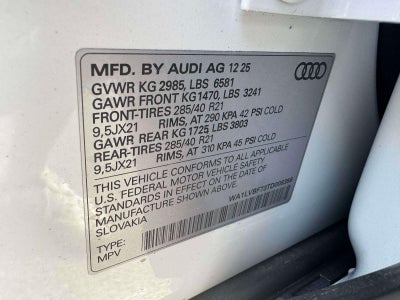 MFD. BY AUDI AG 12 25
GVWR KG 2985, LBS 6581
GAWR FRONT KG1470, LBS 3241
FRONT-TIRES 285/40 R21
9,5JX21 RIMS, AT 290 KPA 42 PSI COLD
GAWR REAR KG 1725, LBS 3803
REAR-TIRES 285/40 R21
9,5JX21 RIMS, AT 310 KPA 45 PSI COLD
THIS VEHICLE CONFORMS TO ALL APPLICABLE
U.S. FEDERAL MOTOR VEHICLE SAFETY
STANDARDS IN EFFECT ON THE DATE OF
MANUFACTURE SHOWN ABOVE
SLOVAKIA
TYPE:
MPV